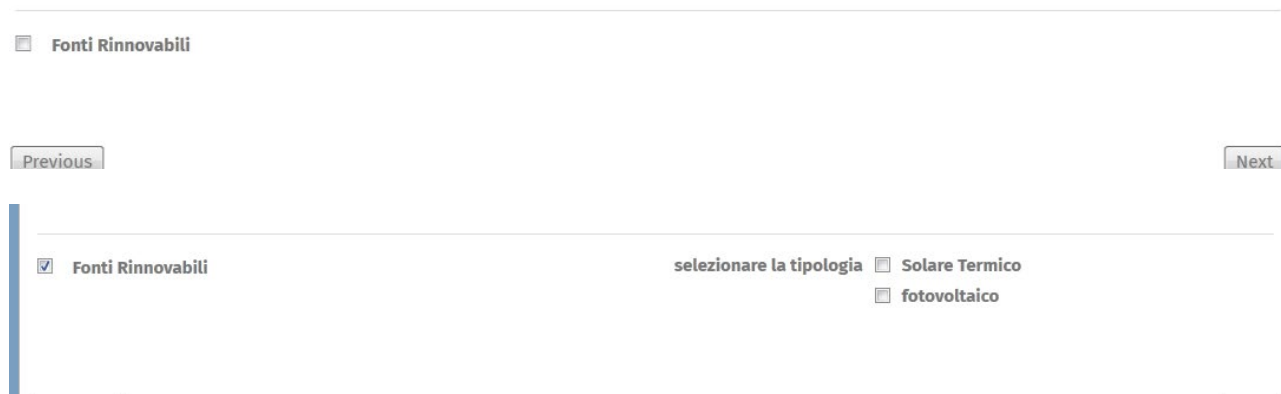 Fonti Rinnovabili
Previous
Next
Fonti Rinnovabili
selezionare la tipologia
Solare Termico
fotovoltaico